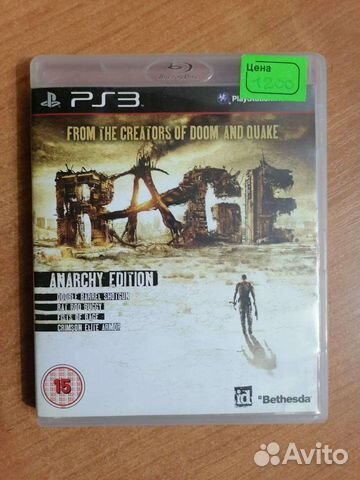 Цена
1200
PS3
PlayStation
FROM THE CREATORS OF DOOM AND QUAKE
RAGE
ANARCHY EDITION
DOUBLE BARREL SHOTGUN
RAT ROD BUGGY
FISTS OF RAGE
CRIMSON ELITE ARMOR
15
id
Bethesda
Avito